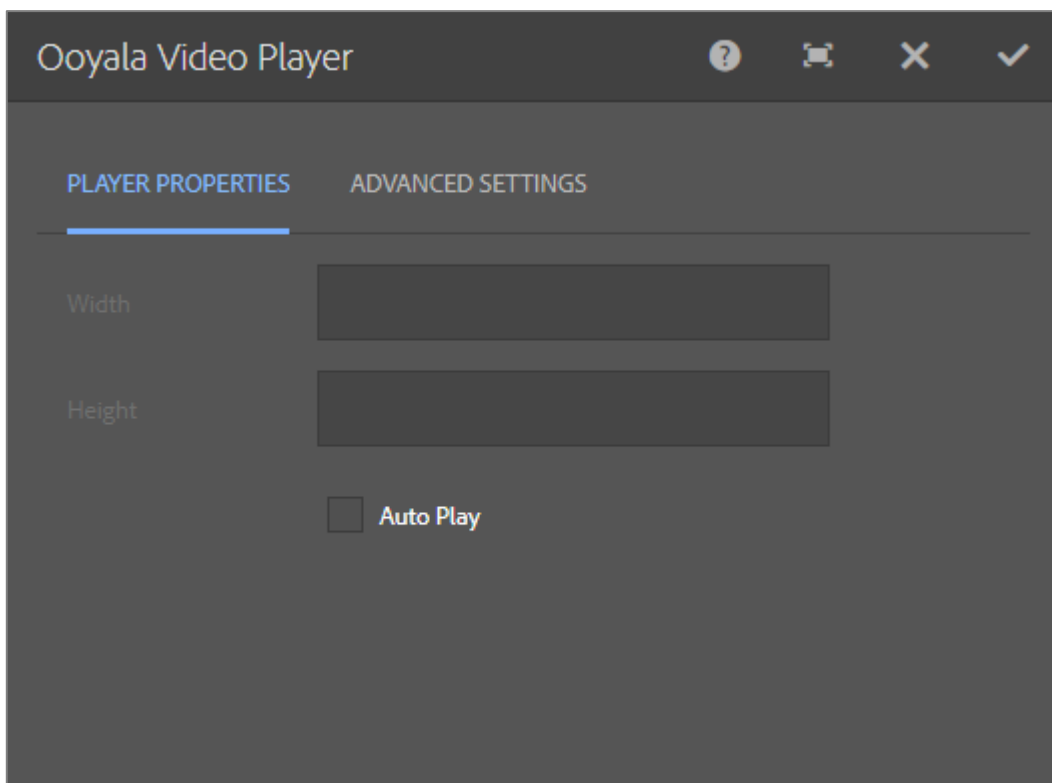 Ooyala Video Player
PLAYER PROPERTIES ADVANCED SETTINGS
Width
Height
Auto Play